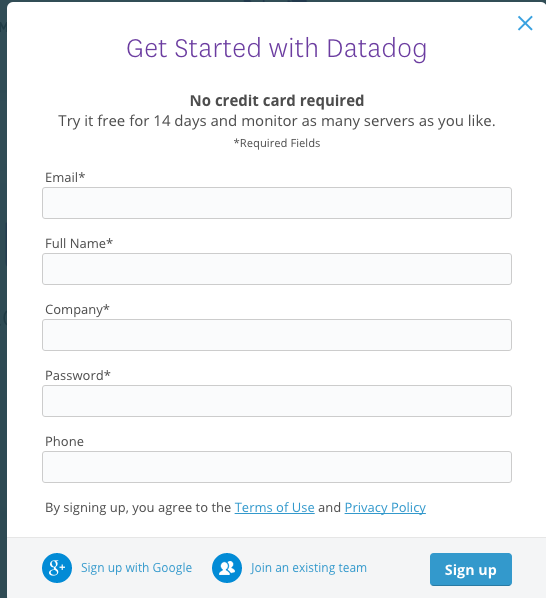 Get Started with Datadog
No credit card required
Try it free for 14 days and monitor as many servers as you like.
*Required Fields
Email*
Full Name*
Company*
Password*
Phone
By signing up, you agree to the Terms of Use and Privacy Policy
g+ Sign up with Google
Join an existing team
Sign up